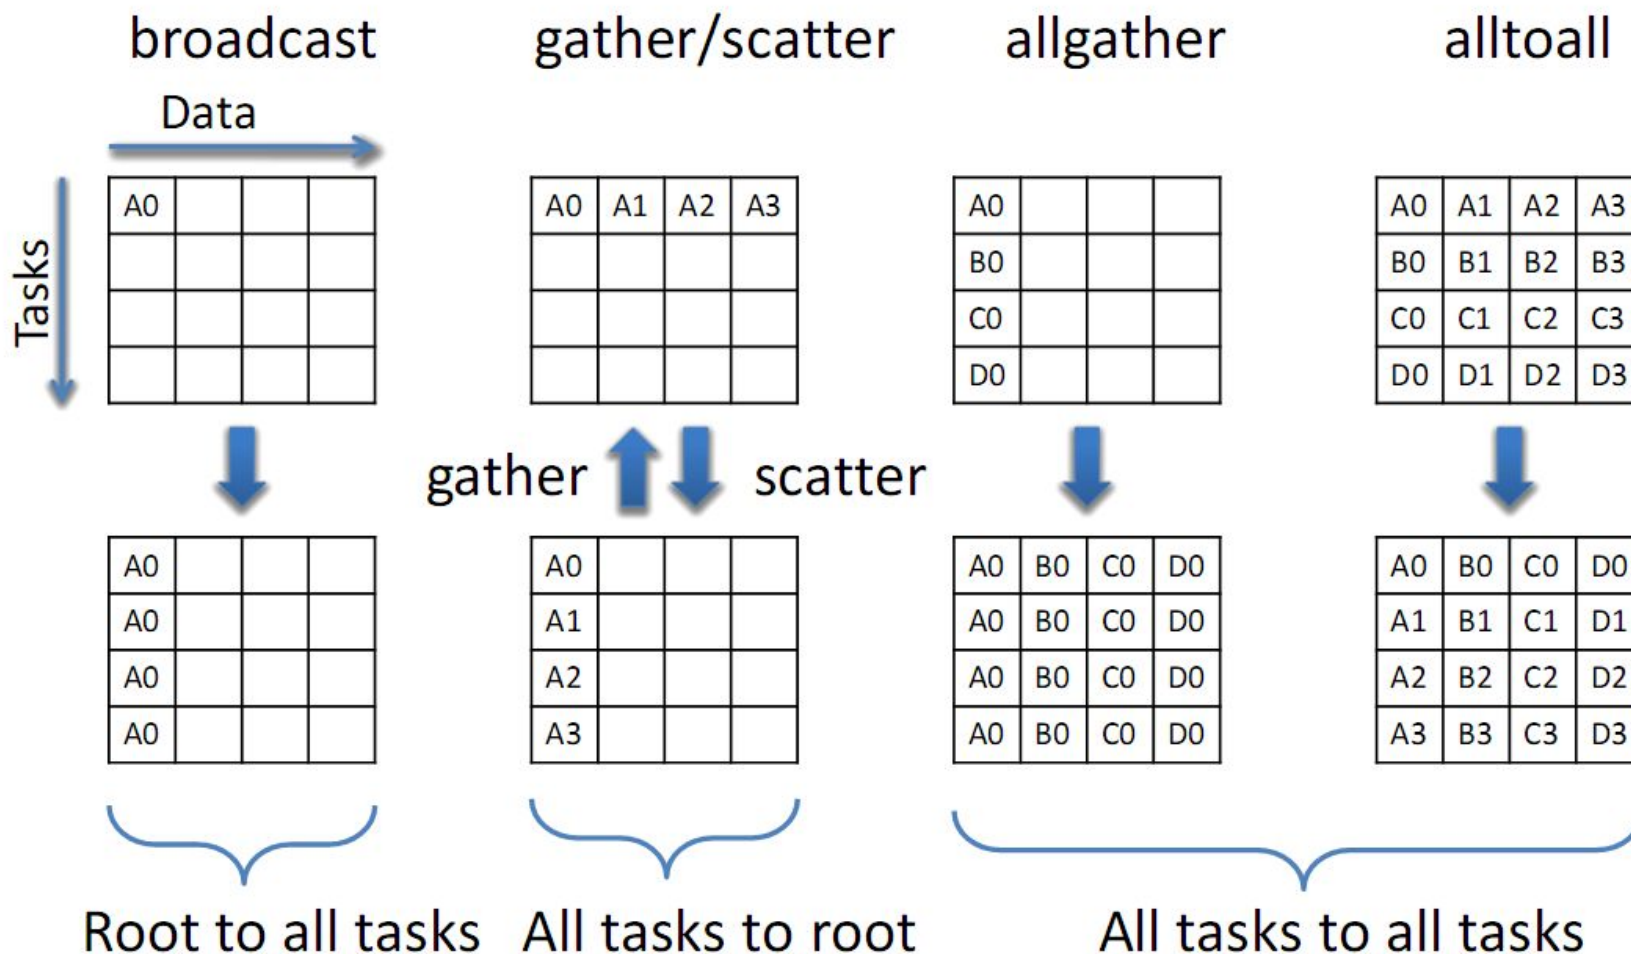 broadcast gather/scatter allgather alltoall
Data
Tasks
A0
A0 A1 A2 A3
A0
B0
C0
D0
A0 A1 A2 A3
B0 B1 B2 B3
C0 C1 C2 C3
D0 D1 D2 D3
gather scatter
A0
A0
A0
A0
A0
A1
A2
A3
A0 B0 C0 D0
A0 B0 C0 D0
A0 B0 C0 D0
A0 B0 C0 D0
A0 B0 C0 D0
A1 B1 C1 D1
A2 B2 C2 D2
A3 B3 C3 D3
Root to all tasks All tasks to root All tasks to all tasks